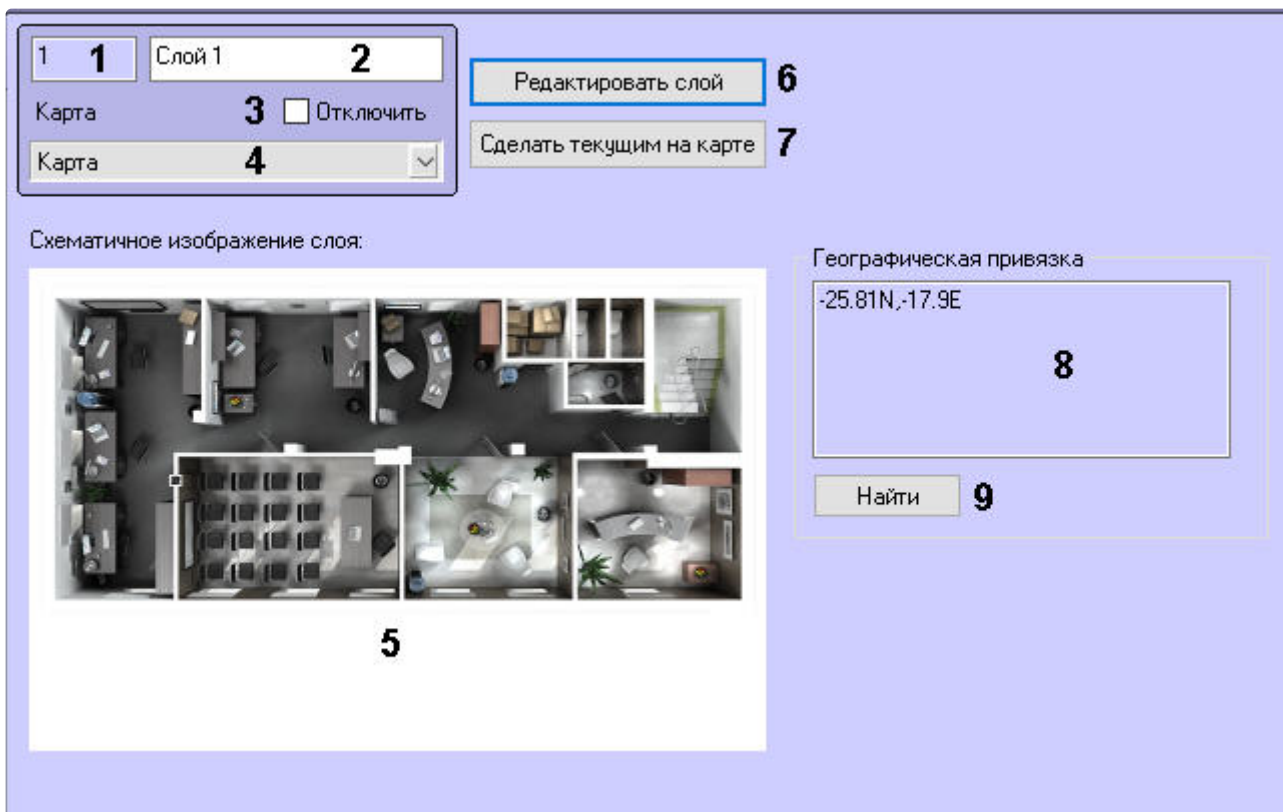 1 1 Слой 1 2
Редактировать слой 6
Карта 3 Отключить
Сделать текущим на карте 7
Карта 4
Схематичное изображение слоя:
Географическая привязка
-25.81N,-17.9E
8
Найти 9
5